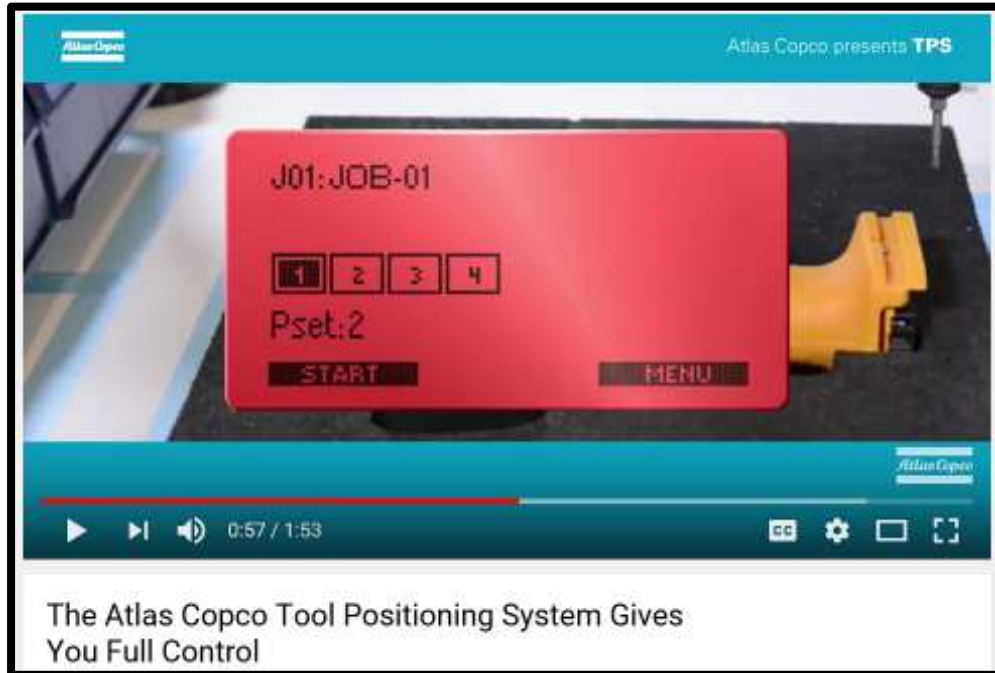 Atlas Copco
Atlas Copco presents TPS
J01:JOB-01
1 2 3 4
Pset:2
START MENU
Atlas Copco
0:57 / 1:53
CC
The Atlas Copco Tool Positioning System Gives
You Full Control